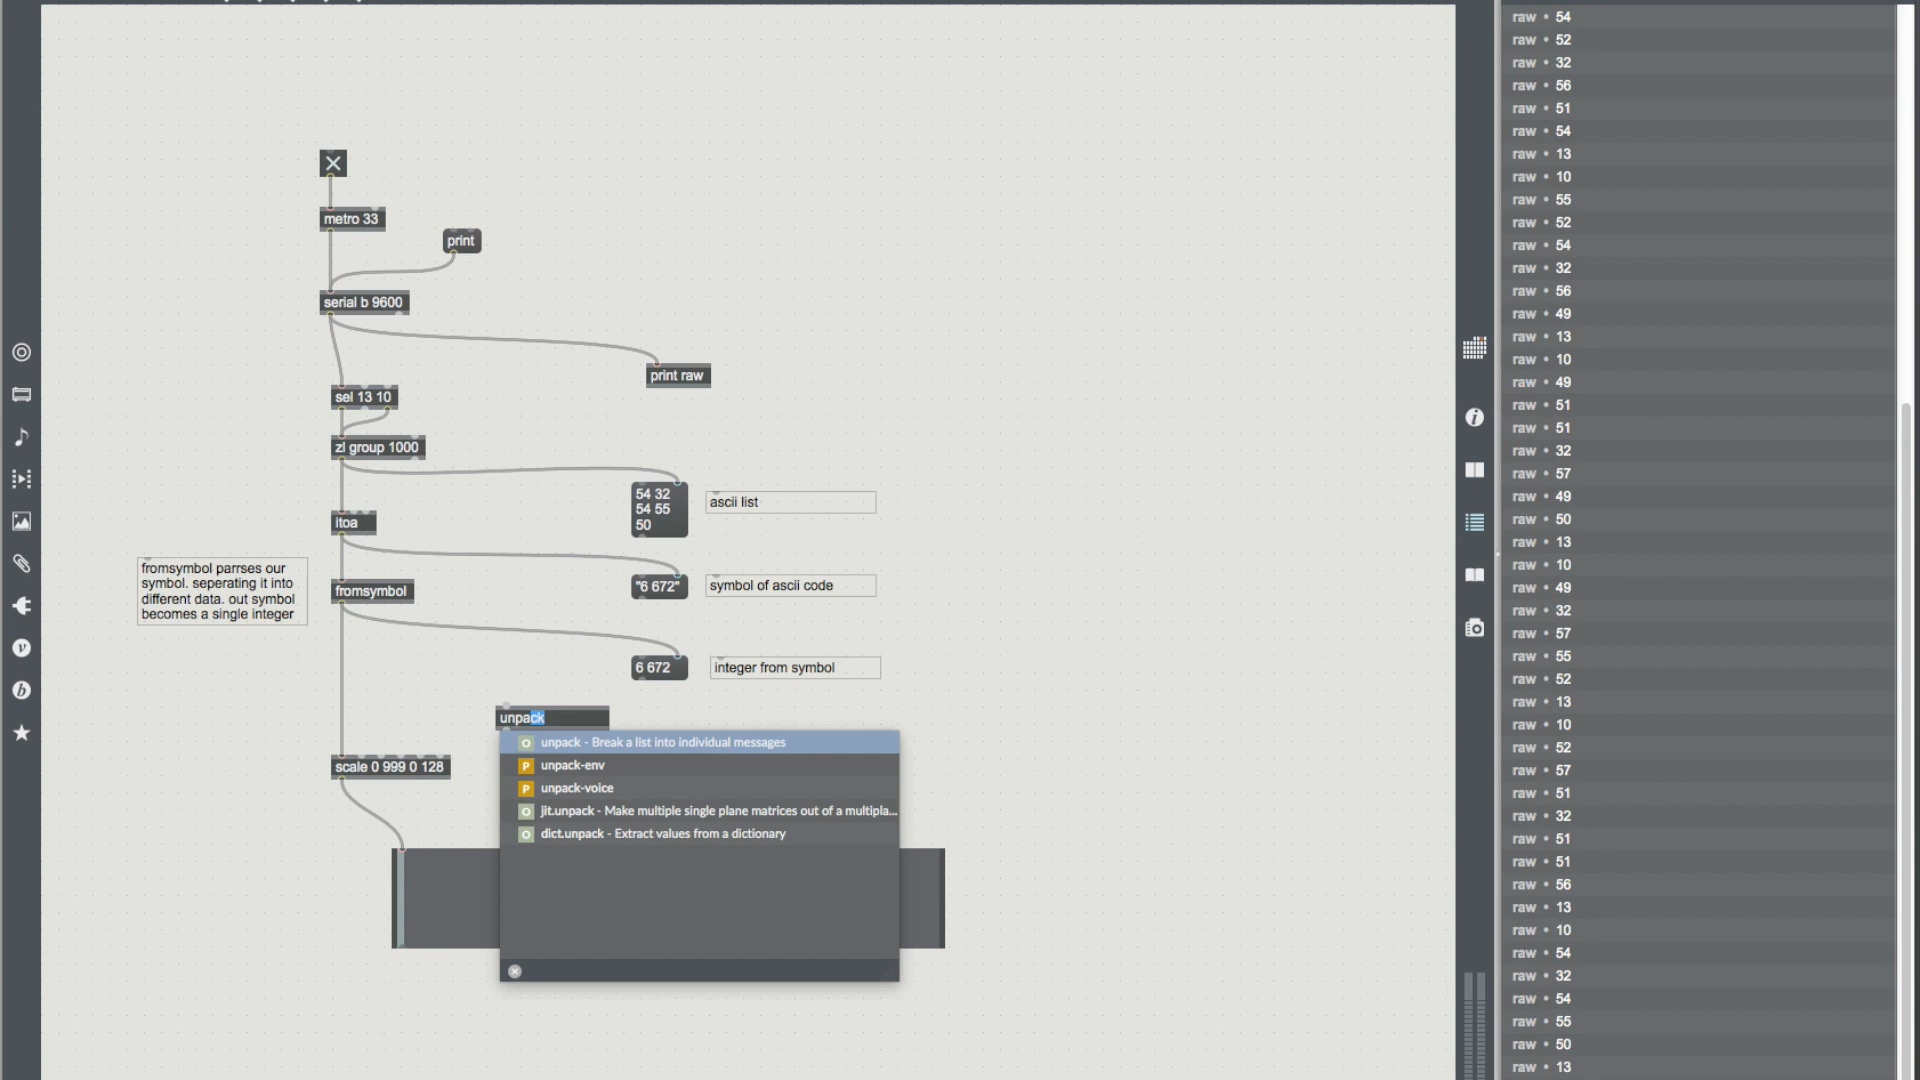 metro 33
print
serial b 9600
print raw
sel 13 10
zl group 1000
54 32
54 55
50
ascii list
itoa
fromsymbol parrses our
symbol. seperating it into
different data. out symbol
becomes a single integer
fromsymbol
"6 672"
symbol of ascii code
6 672
integer from symbol
unpack
unpack - Break a list into individual messages
P unpack-env
P unpack-voice
jit.unpack - Make multiple single plane matrices out of a multipla...
dict.unpack - Extract values from a dictionary
scale 0 999 0 128
raw • 54
raw • 52
raw • 32
raw • 56
raw • 51
raw • 54
raw • 13
raw • 10
raw • 55
raw • 52
raw • 54
raw • 32
raw • 56
raw • 49
raw • 13
raw • 10
raw • 49
raw • 51
raw • 51
raw • 32
raw • 57
raw • 49
raw • 50
raw • 13
raw • 10
raw • 49
raw • 32
raw • 57
raw • 55
raw • 52
raw • 13
raw • 10
raw • 52
raw • 57
raw • 51
raw • 32
raw • 51
raw • 51
raw • 56
raw • 13
raw • 10
raw • 54
raw • 32
raw • 54
raw • 55
raw • 50
raw • 13